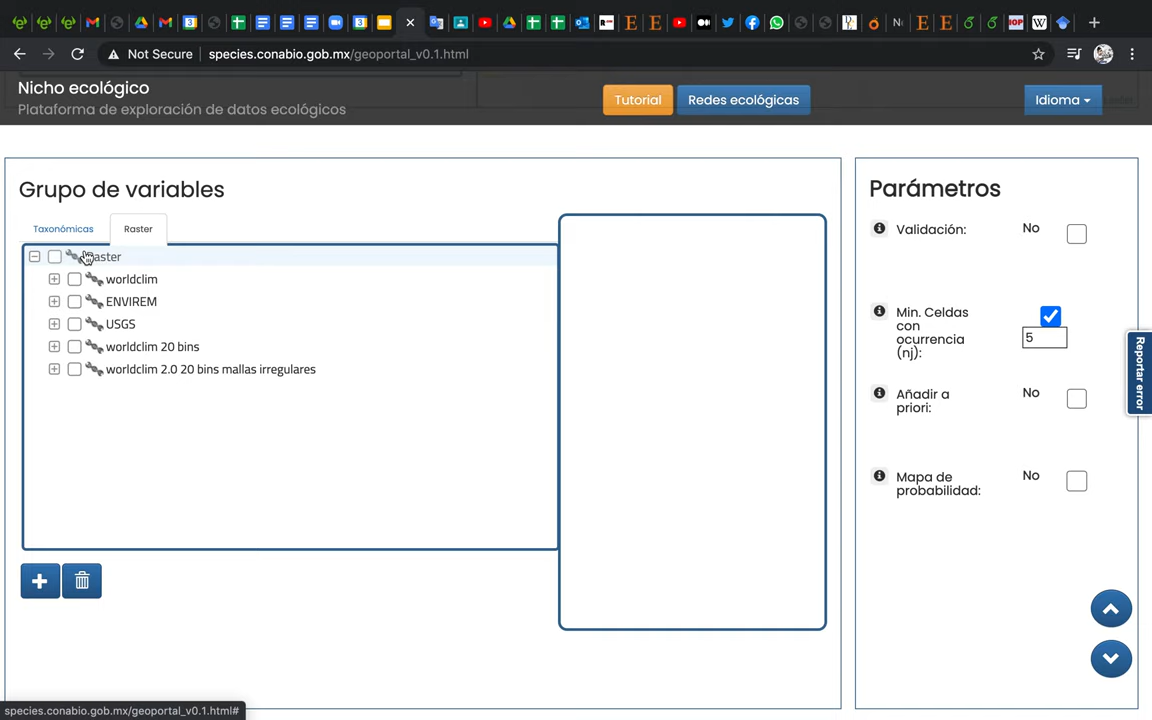 Not Secure species.conabio.gob.mx/geoportal_v0.1.html
Nicho ecológico
Plataforma de exploración de datos ecológicos
Tutorial
Redes ecológicas
Idioma
Grupo de variables
Taxonómicas
Raster
Raster
worldclim
ENVIREM
USGS
worldclim 20 bins
worldclim 2.0 20 bins mallas irregulares
Parámetros
Validación:
No
Min. Celdas
con
ocurrencia
(nj):
5
Añadir a
priori:
No
Mapa de
probabilidad:
No
Reportar error
species.conabio.gob.mx/geoportal_v0.1.html#